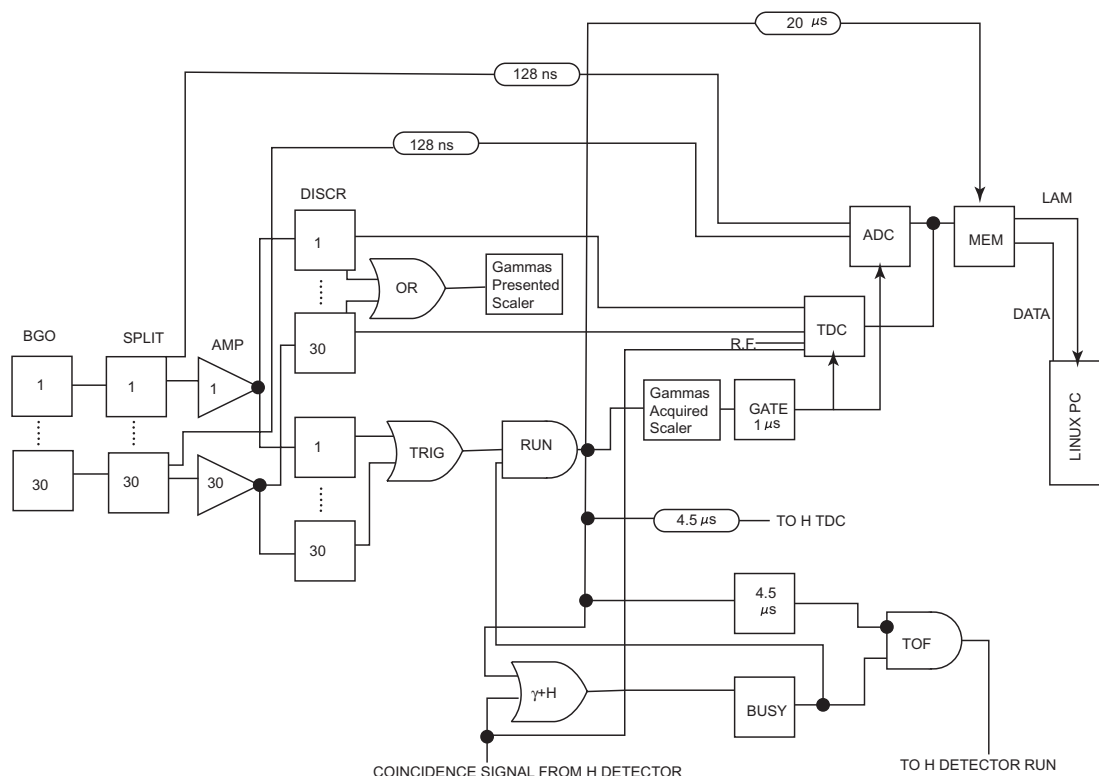 20 μs
128 ns
128 ns
DISCR
LAM
1
ADC
MEM
OR
Gammas
Presented
Scaler
BGO
SPLIT
AMP
30
TDC
DATA
R.F.
1
1
1
Gammas
Acquired
Scaler
GATE
1 μs
LINUX PC
1
TRIG
RUN
30
30
30
30
4.5 μs
TO H TDC
4.5
μs
TOF
γ+H
BUSY
COINCIDENCE SIGNAL FROM H DETECTOR
TO H DETECTOR RUN